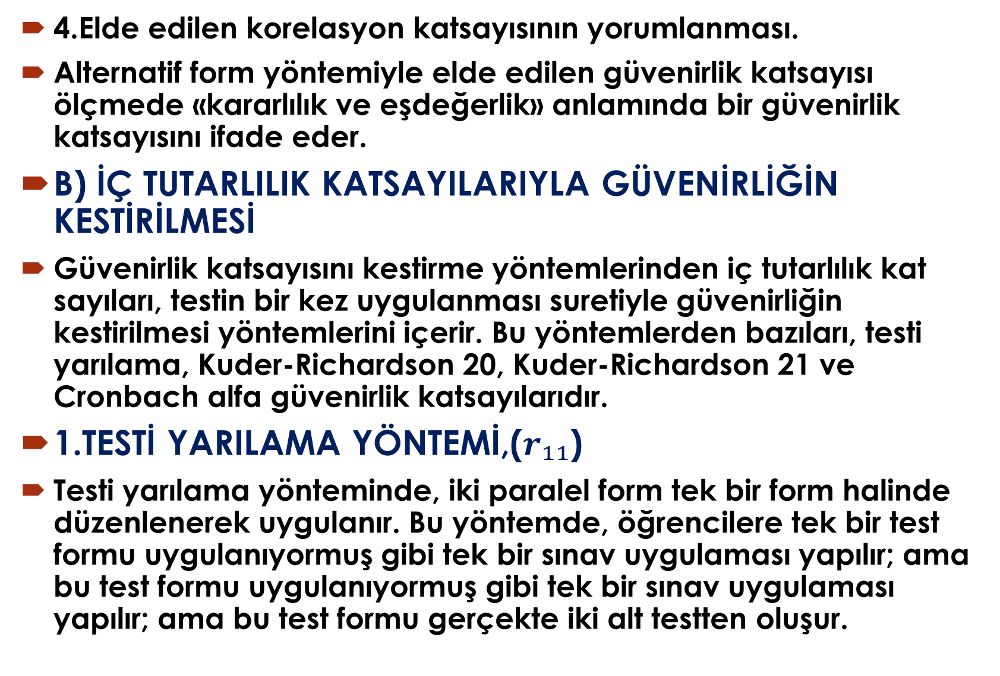 4.Elde edilen korelasyon katsayısının yorumlanması.
Alternatif form yöntemiyle elde edilen güvenirlik katsayısı
ölçmede «kararlılık ve eşdeğerlik» anlamında bir güvenirlik
katsayısını ifade eder.
B) İÇ TUTARLILIK KATSAYILARIYLA GÜVENİRLİĞİN
KESTİRİLMESİ
Güvenirlik katsayısını kestirme yöntemlerinden iç tutarlılık kat
sayıları, testin bir kez uygulanması suretiyle güvenirliğin
kestirilmesi yöntemlerini içerir. Bu yöntemlerden bazıları, testi
yarılama, Kuder-Richardson 20, Kuder-Richardson 21 ve
Cronbach alfa güvenirlik katsayılarıdır.
1.TESTİ YARILAMA YÖNTEMİ,(𝒓₁₁)
Testi yarılama yönteminde, iki paralel form tek bir form halinde
düzenlenerek uygulanır. Bu yöntemde, öğrencilere tek bir test
formu uygulanıyormuş gibi tek bir sınav uygulaması yapılır; ama
bu test formu uygulanıyormuş gibi tek bir sınav uygulaması
yapılır; ama bu test formu gerçekte iki alt testten oluşur.